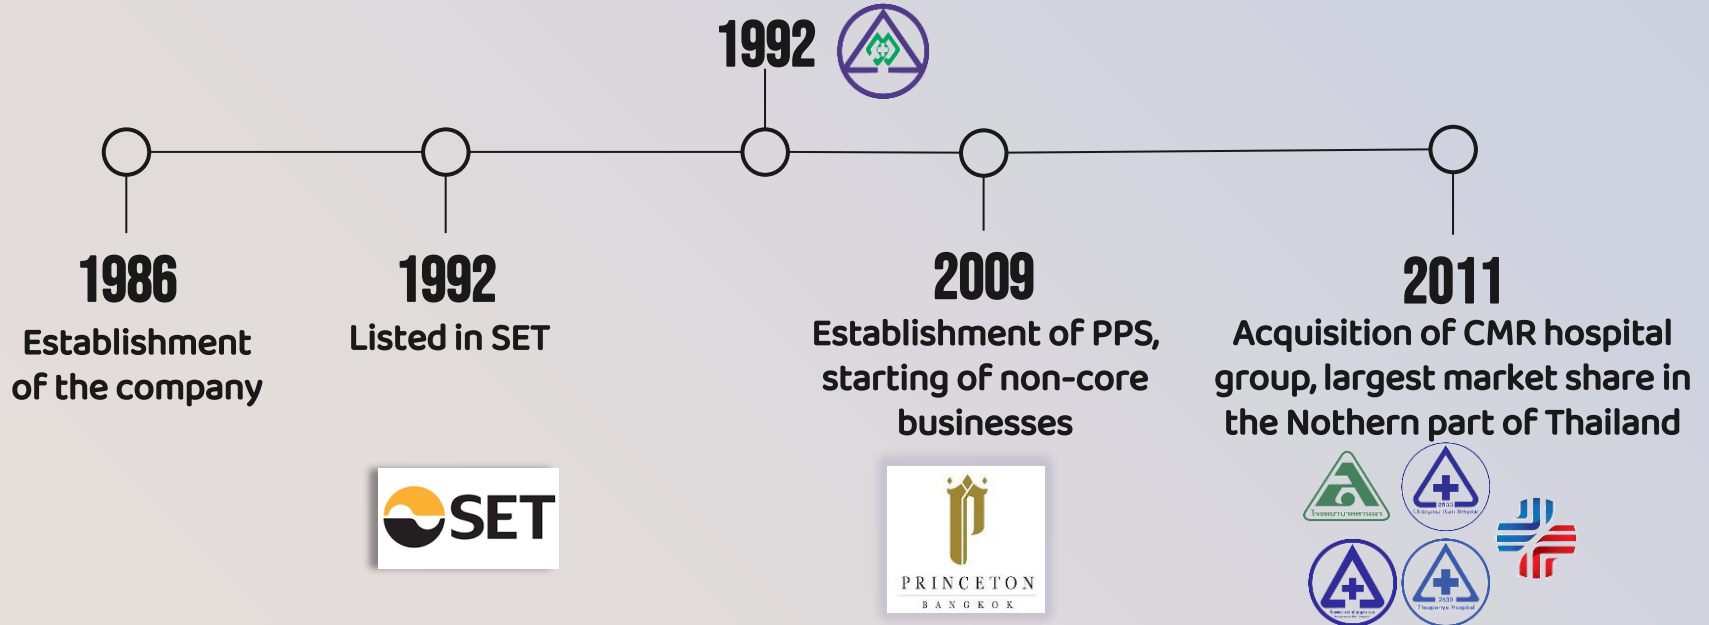 1992
1986
Establishment
of the company
1992
Listed in SET
SET
2009
Establishment of PPS,
starting of non-core
businesses
PRINCETON
BANGKOK
2011
Acquisition of CMR hospital
group, largest market share in
the Nothern part of Thailand